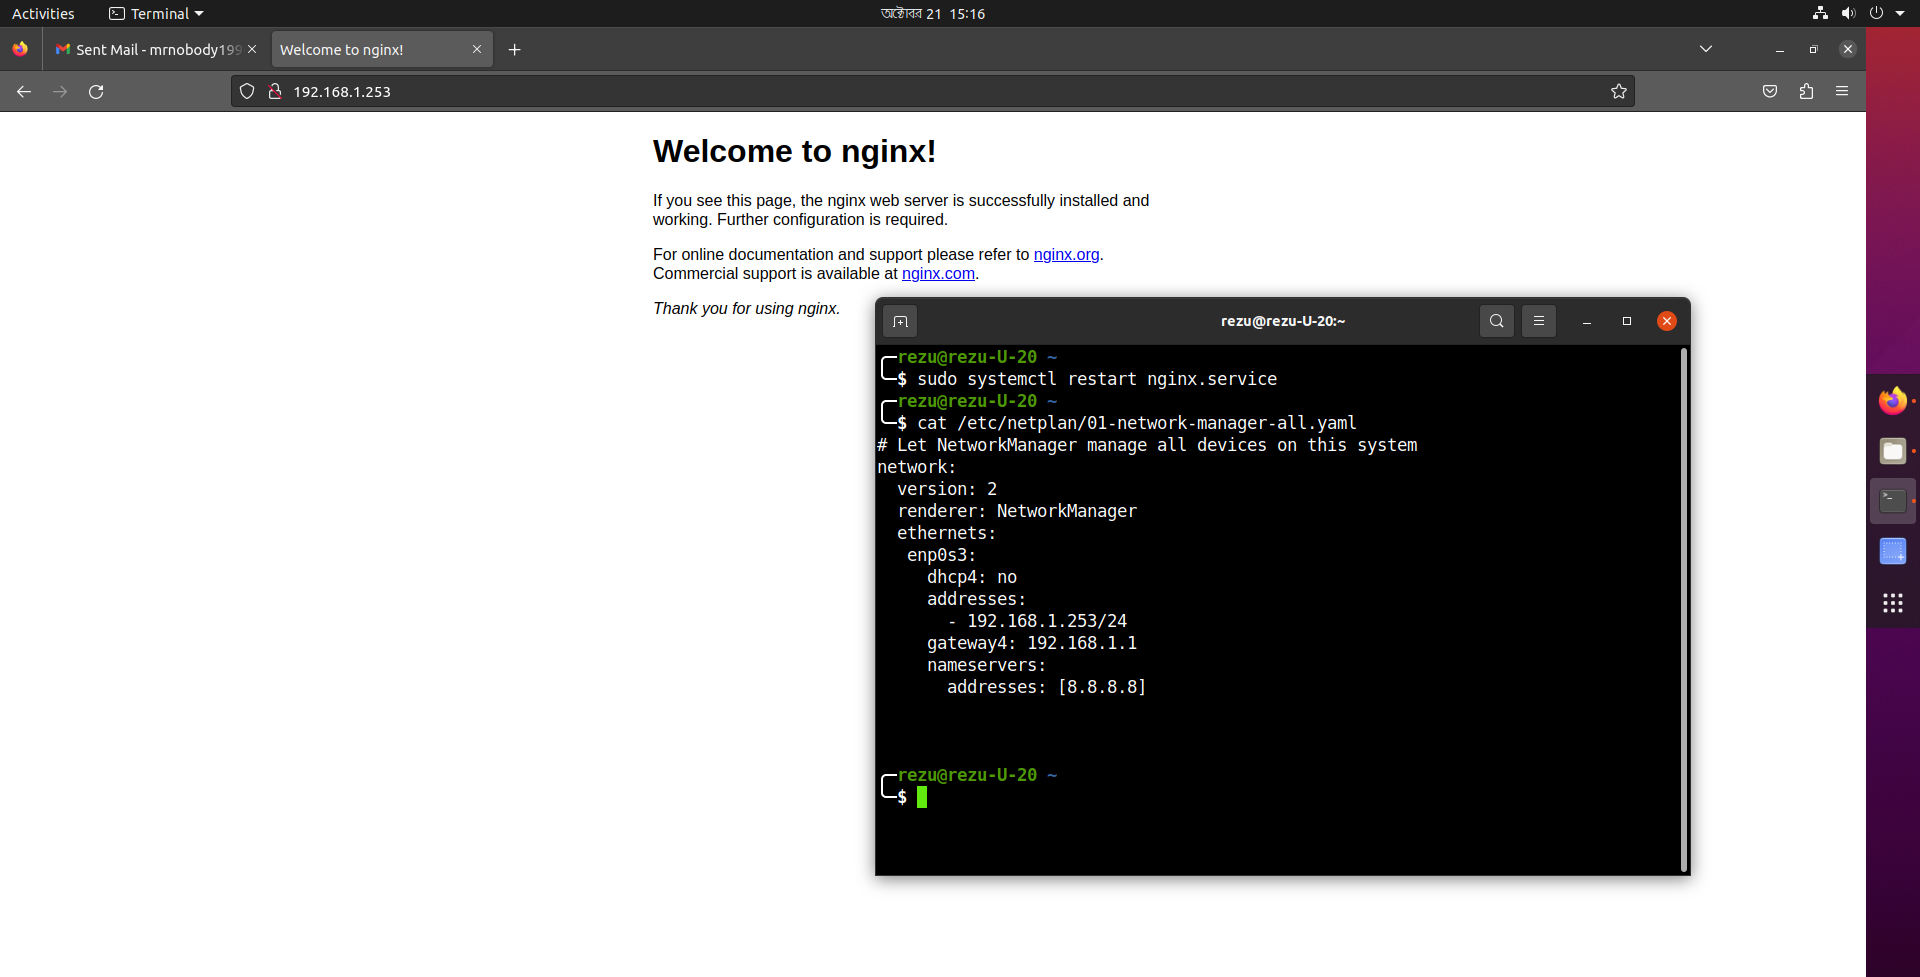 Activities
Terminal
অক্টোবর 21 15:16
Sent Mail - mrnobody199
Welcome to nginx!
192.168.1.253
Welcome to nginx!
If you see this page, the nginx web server is successfully installed and
working. Further configuration is required.
For online documentation and support please refer to nginx.org.
Commercial support is available at nginx.com.
Thank you for using nginx.
rezu@rezu-U-20:~
rezu@rezu-U-20 ~
$ sudo systemctl restart nginx.service
rezu@rezu-U-20 ~
$ cat /etc/netplan/01-network-manager-all.yaml
# Let NetworkManager manage all devices on this system
network:
  version: 2
  renderer: NetworkManager
  ethernets:
   enp0s3:
     dhcp4: no
     addresses:
       - 192.168.1.253/24
     gateway4: 192.168.1.1
     nameservers:
       addresses: [8.8.8.8]
rezu@rezu-U-20 ~
$